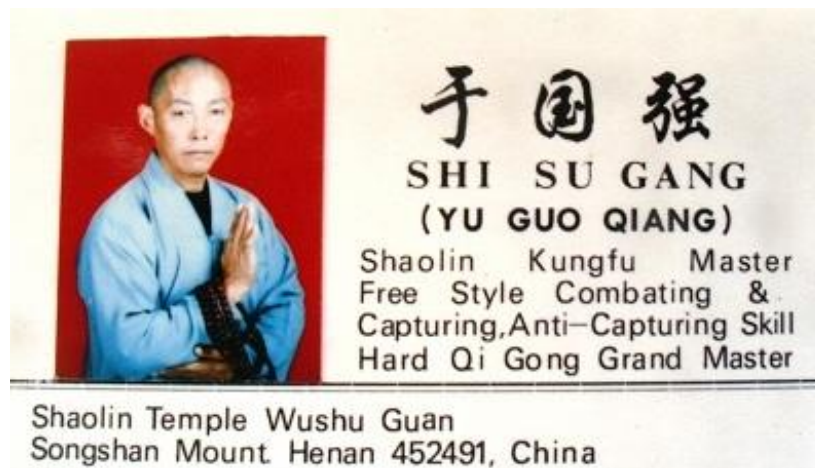 于国强
SHI SU GANG
(YU GUO QIANG)
Shaolin Kungfu Master
Free Style Combating &
Capturing,Anti-Capturing Skill
Hard Qi Gong Grand Master
Shaolin Temple Wushu Guan
Songshan Mount. Henan 452491, China